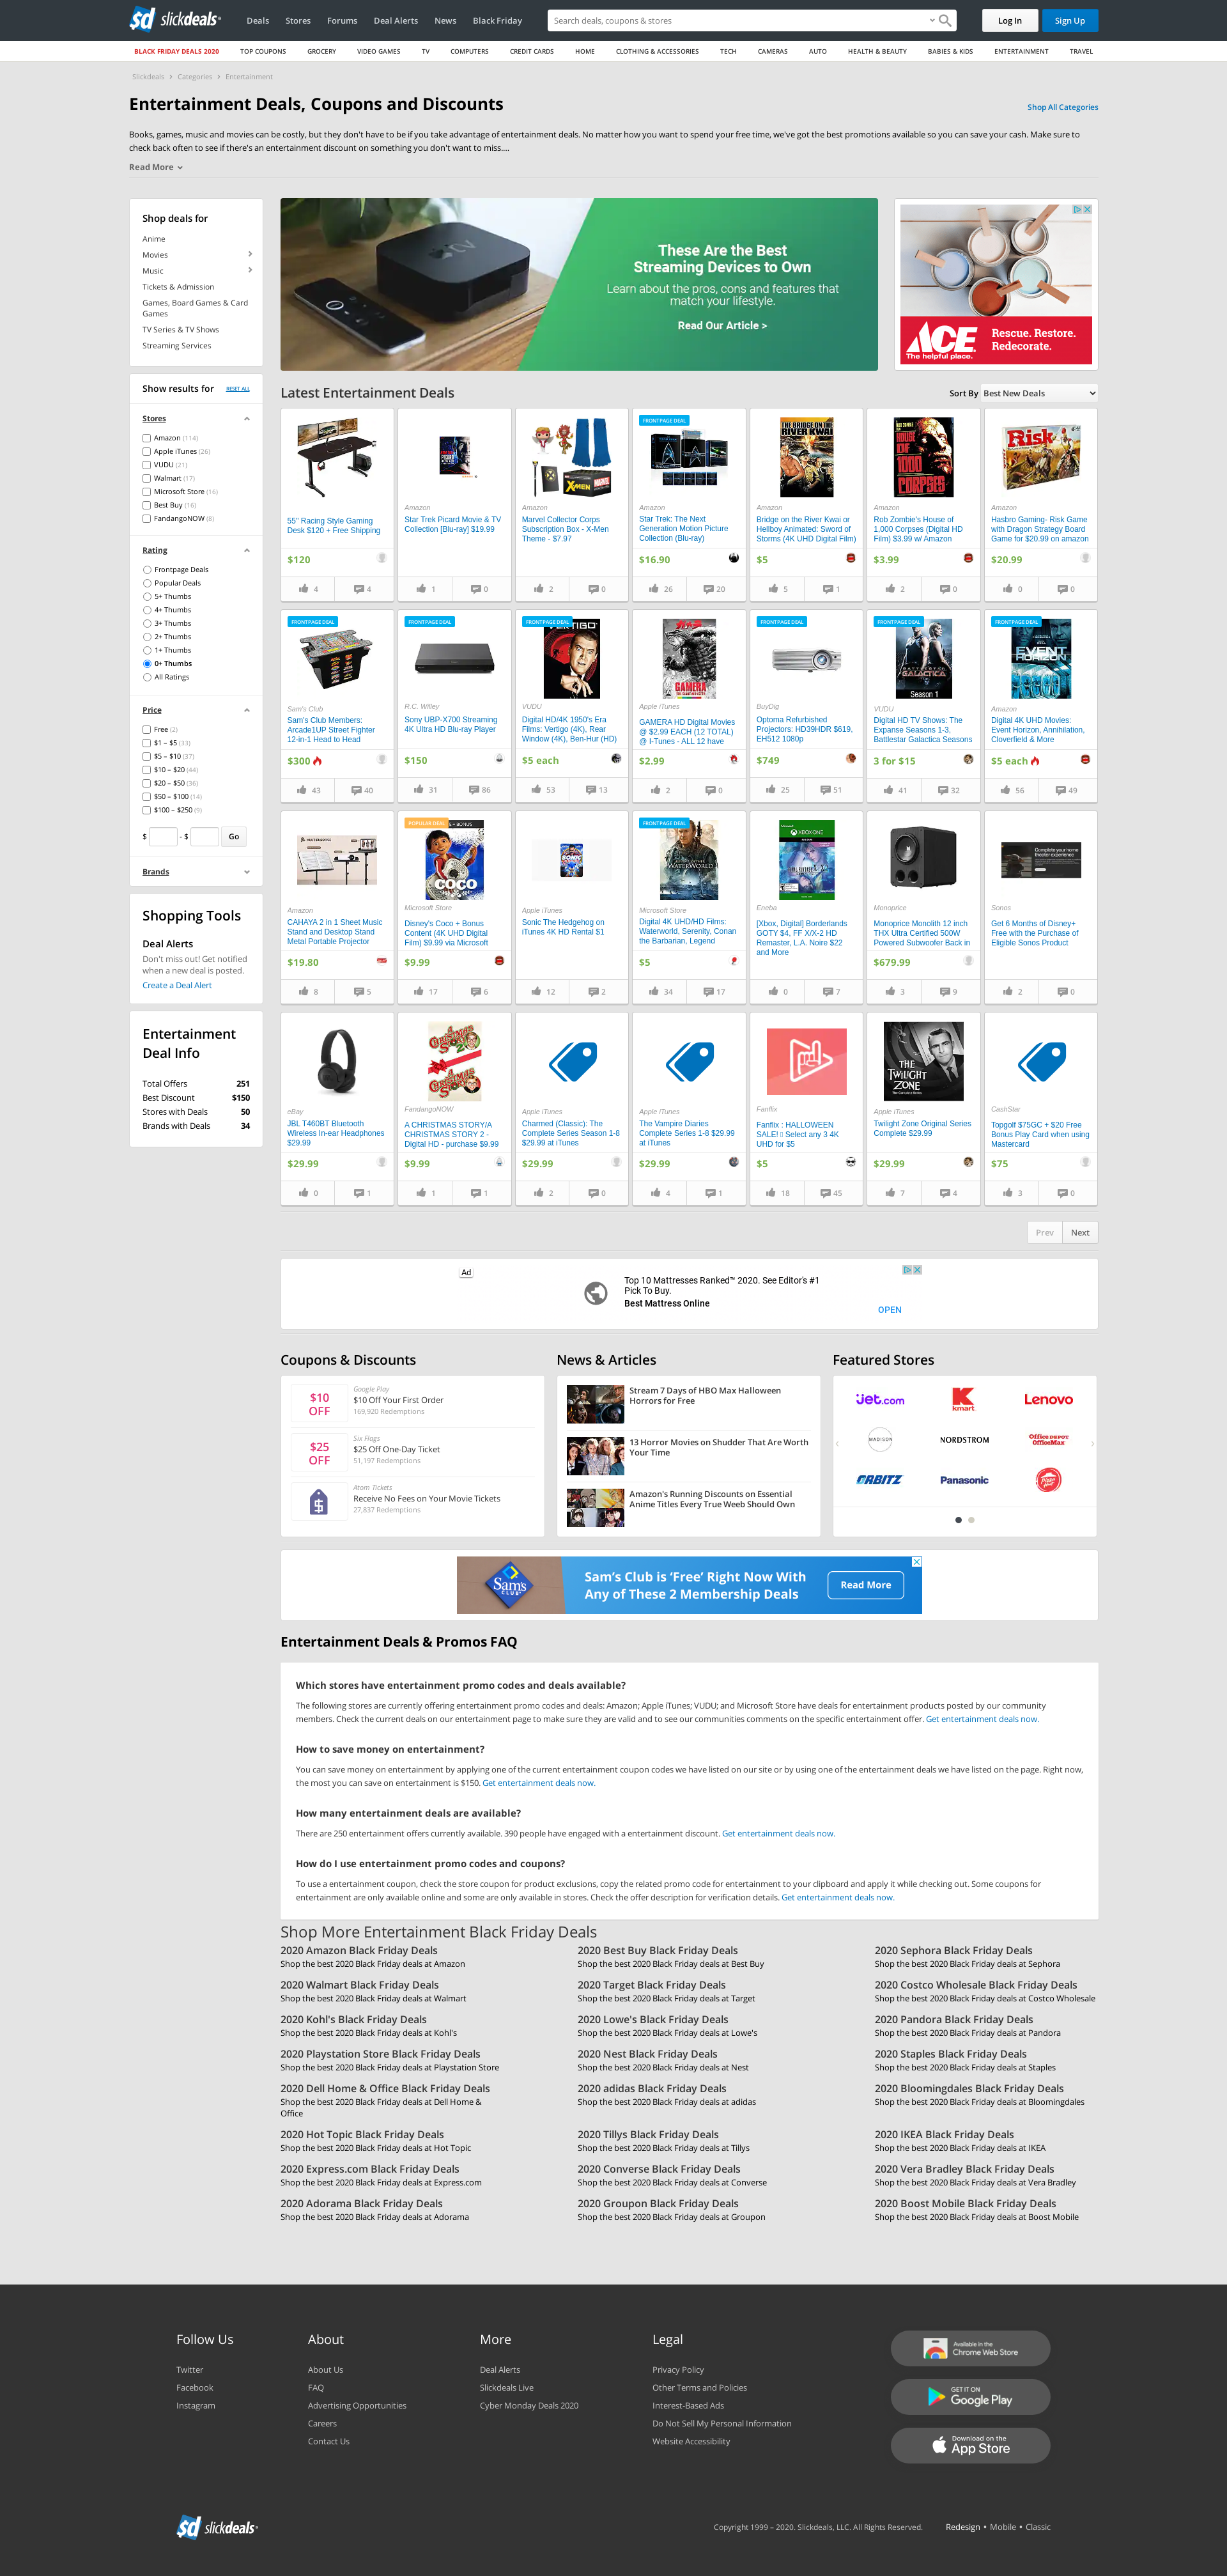 slickdeals
Deals
Stores
Forums
Deal Alerts
News
Black Friday
Search deals, coupons & stores
Log In
Sign Up
BLACK FRIDAY DEALS 2020
TOP COUPONS
GROCERY
VIDEO GAMES
TV
COMPUTERS
CREDIT CARDS
HOME
CLOTHING & ACCESSORIES
TECH
CAMERAS
AUTO
HEALTH & BEAUTY
BABIES & KIDS
ENTERTAINMENT
TRAVEL
Slickdeals › Categories › Entertainment
Entertainment Deals, Coupons and Discounts
Shop All Categories
Books, games, music and movies can be costly, but they don't have to be if you take advantage of entertainment deals. No matter how you want to spend your free time, we've got the best promotions available so you can save your cash. Make sure to
check back often to see if there's an entertainment discount on something you don't want to miss....
Read More
Shop deals for
Anime
Movies
Music
Tickets & Admission
Games, Board Games & Card
Games
TV Series & TV Shows
Streaming Services
Show results for
RESET ALL
Stores
Amazon (114)
Apple iTunes (26)
VUDU (21)
Walmart (17)
Microsoft Store (16)
Best Buy (16)
FandangoNOW (8)
Rating
Frontpage Deals
Popular Deals
5+ Thumbs
4+ Thumbs
3+ Thumbs
2+ Thumbs
1+ Thumbs
0+ Thumbs
All Ratings
Price
Free (2)
$1 – $5 (33)
$5 – $10 (37)
$10 – $20 (44)
$20 – $50 (36)
$50 – $100 (14)
$100 – $250 (9)
$ - $ Go
Brands
Shopping Tools
Deal Alerts
Don't miss out! Get notified
when a new deal is posted.
Create a Deal Alert
Entertainment
Deal Info
Total Offers 251
Best Discount $150
Stores with Deals 50
Brands with Deals 34
These Are the Best
Streaming Devices to Own
Learn about the pros, cons and features that
match your lifestyle.
Read Our Article >
ACE
The helpful place.
Rescue. Restore.
Redecorate.
Latest Entertainment Deals
Sort By Best New Deals
55" Racing Style Gaming
Desk $120 + Free Shipping
$120
4 4
Amazon
Star Trek Picard Movie & TV
Collection [Blu-ray] $19.99
1 0
Amazon
Marvel Collector Corps
Subscription Box - X-Men
Theme - $7.97
2 0
FRONTPAGE DEAL
Amazon
Star Trek: The Next
Generation Motion Picture
Collection (Blu-ray)
$16.90
26 20
THE BRIDGE ON THE
RIVER KWAI
Amazon
Bridge on the River Kwai or
Hellboy Animated: Sword of
Storms (4K UHD Digital Film)
$5
5 1
HOUSE OF 1000 CORPSES
Amazon
Rob Zombie's House of
1,000 Corpses (Digital HD
Film) $3.99 w/ Amazon
$3.99
2 0
Risk
Amazon
Hasbro Gaming- Risk Game
with Dragon Strategy Board
Game for $20.99 on amazon
$20.99
0 0
FRONTPAGE DEAL
Sam's Club
Sam's Club Members:
Arcade1UP Street Fighter
12-in-1 Head to Head
$300
43 40
FRONTPAGE DEAL
R.C. Willey
Sony UBP-X700 Streaming
4K Ultra HD Blu-ray Player
$150
31 86
FRONTPAGE DEAL
VERTIGO
VUDU
Digital HD/4K 1950's Era
Films: Vertigo (4K), Rear
Window (4K), Ben-Hur (HD)
$5 each
53 13
GAMERA
Apple iTunes
GAMERA HD Digital Movies
@ $2.99 EACH (12 TOTAL)
@ I-Tunes - ALL 12 have
$2.99
2 0
FRONTPAGE DEAL
BuyDig
Optoma Refurbished
Projectors: HD39HDR $619,
EH512 1080p
$749
25 51
FRONTPAGE DEAL
GALACTICA
Season 1
VUDU
Digital HD TV Shows: The
Expanse Seasons 1-3,
Battlestar Galactica Seasons
3 for $15
41 32
FRONTPAGE DEAL
EVENT HORIZON
Amazon
Digital 4K UHD Movies:
Event Horizon, Annihilation,
Cloverfield & More
$5 each
56 49
Amazon
CAHAYA 2 in 1 Sheet Music
Stand and Desktop Stand
Metal Portable Projector
$19.80
8 5
POPULAR DEAL
+ BONUS
COCO
Microsoft Store
Disney's Coco + Bonus
Content (4K UHD Digital
Film) $9.99 via Microsoft
$9.99
17 6
SONIC
Apple iTunes
Sonic The Hedgehog on
iTunes 4K HD Rental $1
12 2
FRONTPAGE DEAL
WATERWORLD
Microsoft Store
Digital 4K UHD/HD Films:
Waterworld, Serenity, Conan
the Barbarian, Legend
$5
34 17
XBOX ONE
Eneba
[Xbox, Digital] Borderlands
GOTY $4, FF X/X-2 HD
Remaster, L.A. Noire $22
and More
0 7
Monoprice
Monoprice Monolith 12 inch
THX Ultra Certified 500W
Powered Subwoofer Back in
$679.99
3 9
Complete your home
theater experience
Sonos
Get 6 Months of Disney+
Free with the Purchase of
Eligible Sonos Product
2 0
eBay
JBL T460BT Bluetooth
Wireless In-ear Headphones
$29.99
$29.99
0 1
A CHRISTMAS STORY 2
A CHRISTMAS STORY
FandangoNOW
A CHRISTMAS STORY/A
CHRISTMAS STORY 2 -
Digital HD - purchase $9.99
$9.99
1 1
Apple iTunes
Charmed (Classic): The
Complete Series Season 1-8
$29.99 at iTunes
$29.99
2 0
Apple iTunes
The Vampire Diaries
Complete Series 1-8 $29.99
at iTunes
$29.99
4 1
Fanflix
Fanflix : HALLOWEEN
SALE! Select any 3 4K
UHD for $5
$5
18 45
THE TWILIGHT ZONE
Apple iTunes
Twilight Zone Original Series
Complete $29.99
$29.99
7 4
CashStar
Topgolf $75GC + $20 Free
Bonus Play Card when using
Mastercard
$75
3 0
Prev
Next
Ad
Top 10 Mattresses Ranked™ 2020. See Editor's #1
Pick To Buy.
Best Mattress Online
OPEN
Coupons & Discounts
$10
OFF
Google Play
$10 Off Your First Order
169,920 Redemptions
$25
OFF
Six Flags
$25 Off One-Day Ticket
51,197 Redemptions
Atom Tickets
Receive No Fees on Your Movie Tickets
27,837 Redemptions
News & Articles
Stream 7 Days of HBO Max Halloween
Horrors for Free
13 Horror Movies on Shudder That Are Worth
Your Time
Amazon's Running Discounts on Essential
Anime Titles Every True Weeb Should Own
Featured Stores
jet.com
kmart
Lenovo
MADISON
NORDSTROM
Office DEPOT
OfficeMax
ORBITZ
Panasonic
Pizza Hut
Sam's CLUB
Sam's Club is 'Free' Right Now With
Any of These 2 Membership Deals
Read More
Entertainment Deals & Promos FAQ
Which stores have entertainment promo codes and deals available?
The following stores are currently offering entertainment promo codes and deals: Amazon; Apple iTunes; VUDU; and Microsoft Store have deals for entertainment products posted by our community
members. Check the current deals on our entertainment page to make sure they are valid and to see our communities comments on the specific entertainment offer. Get entertainment deals now.
How to save money on entertainment?
You can save money on entertainment by applying one of the current entertainment coupon codes we have listed on our site or by using one of the entertainment deals we have listed on the page. Right now,
the most you can save on entertainment is $150. Get entertainment deals now.
How many entertainment deals are available?
There are 250 entertainment offers currently available. 390 people have engaged with a entertainment discount. Get entertainment deals now.
How do I use entertainment promo codes and coupons?
To use a entertainment coupon, check the store coupon for product exclusions, copy the related promo code for entertainment to your clipboard and apply it while checking out. Some coupons for
entertainment are only available online and some are only available in stores. Check the offer description for verification details. Get entertainment deals now.
Shop More Entertainment Black Friday Deals
2020 Amazon Black Friday Deals
Shop the best 2020 Black Friday deals at Amazon
2020 Best Buy Black Friday Deals
Shop the best 2020 Black Friday deals at Best Buy
2020 Sephora Black Friday Deals
Shop the best 2020 Black Friday deals at Sephora
2020 Walmart Black Friday Deals
Shop the best 2020 Black Friday deals at Walmart
2020 Target Black Friday Deals
Shop the best 2020 Black Friday deals at Target
2020 Costco Wholesale Black Friday Deals
Shop the best 2020 Black Friday deals at Costco Wholesale
2020 Kohl's Black Friday Deals
Shop the best 2020 Black Friday deals at Kohl's
2020 Lowe's Black Friday Deals
Shop the best 2020 Black Friday deals at Lowe's
2020 Pandora Black Friday Deals
Shop the best 2020 Black Friday deals at Pandora
2020 Playstation Store Black Friday Deals
Shop the best 2020 Black Friday deals at Playstation Store
2020 Nest Black Friday Deals
Shop the best 2020 Black Friday deals at Nest
2020 Staples Black Friday Deals
Shop the best 2020 Black Friday deals at Staples
2020 Dell Home & Office Black Friday Deals
Shop the best 2020 Black Friday deals at Dell Home &
Office
2020 adidas Black Friday Deals
Shop the best 2020 Black Friday deals at adidas
2020 Bloomingdales Black Friday Deals
Shop the best 2020 Black Friday deals at Bloomingdales
2020 Hot Topic Black Friday Deals
Shop the best 2020 Black Friday deals at Hot Topic
2020 Tillys Black Friday Deals
Shop the best 2020 Black Friday deals at Tillys
2020 IKEA Black Friday Deals
Shop the best 2020 Black Friday deals at IKEA
2020 Express.com Black Friday Deals
Shop the best 2020 Black Friday deals at Express.com
2020 Converse Black Friday Deals
Shop the best 2020 Black Friday deals at Converse
2020 Vera Bradley Black Friday Deals
Shop the best 2020 Black Friday deals at Vera Bradley
2020 Adorama Black Friday Deals
Shop the best 2020 Black Friday deals at Adorama
2020 Groupon Black Friday Deals
Shop the best 2020 Black Friday deals at Groupon
2020 Boost Mobile Black Friday Deals
Shop the best 2020 Black Friday deals at Boost Mobile
Follow Us
Twitter
Facebook
Instagram
About
About Us
FAQ
Advertising Opportunities
Careers
Contact Us
More
Deal Alerts
Slickdeals Live
Cyber Monday Deals 2020
Legal
Privacy Policy
Other Terms and Policies
Interest-Based Ads
Do Not Sell My Personal Information
Website Accessibility
Available in the
Chrome Web Store
GET IT ON
Google Play
Download on the
App Store
slickdeals
Copyright 1999 – 2020. Slickdeals, LLC. All Rights Reserved.
Redesign • Mobile • Classic